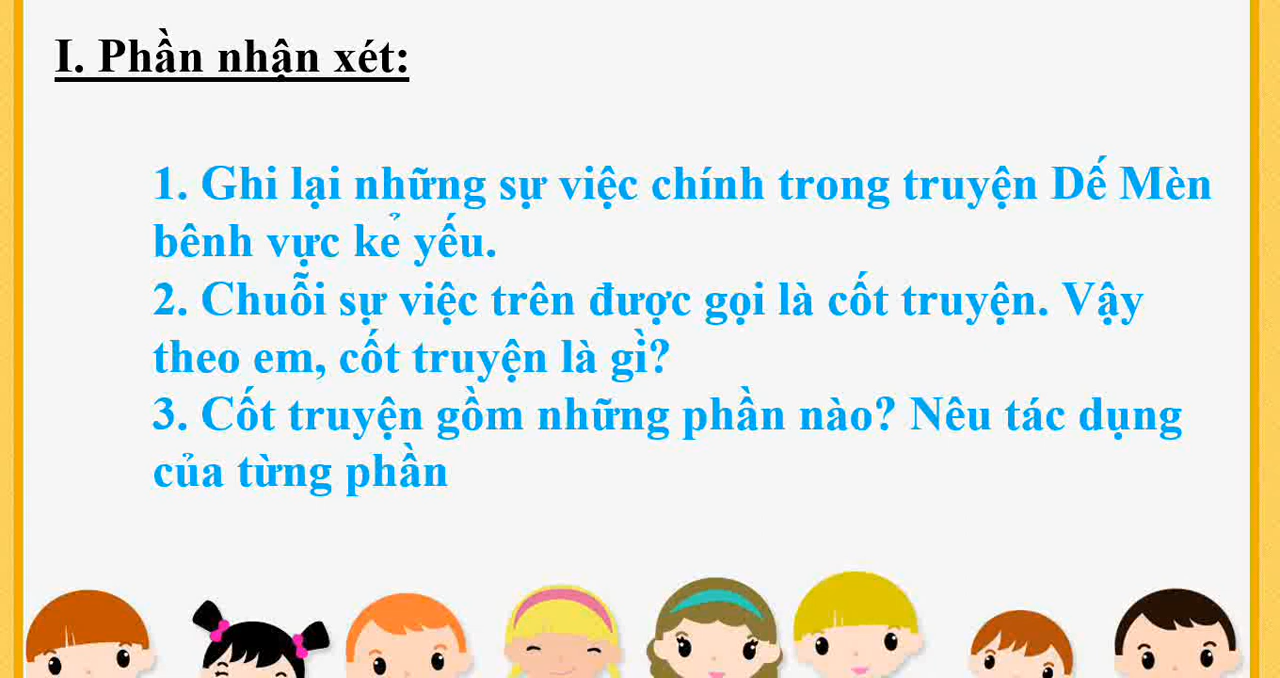 I. Phần nhận xét:
1. Ghi lại những sự việc chính trong truyện Dế Mèn
bênh vực kẻ yếu.
2. Chuỗi sự việc trên được gọi là cốt truyện. Vậy
theo em, cốt truyện là gì?
3. Cốt truyện gồm những phần nào? Nêu tác dụng
của từng phần